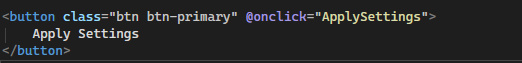 <button class="btn btn-primary" @onclick="ApplySettings">
Apply Settings
</button>